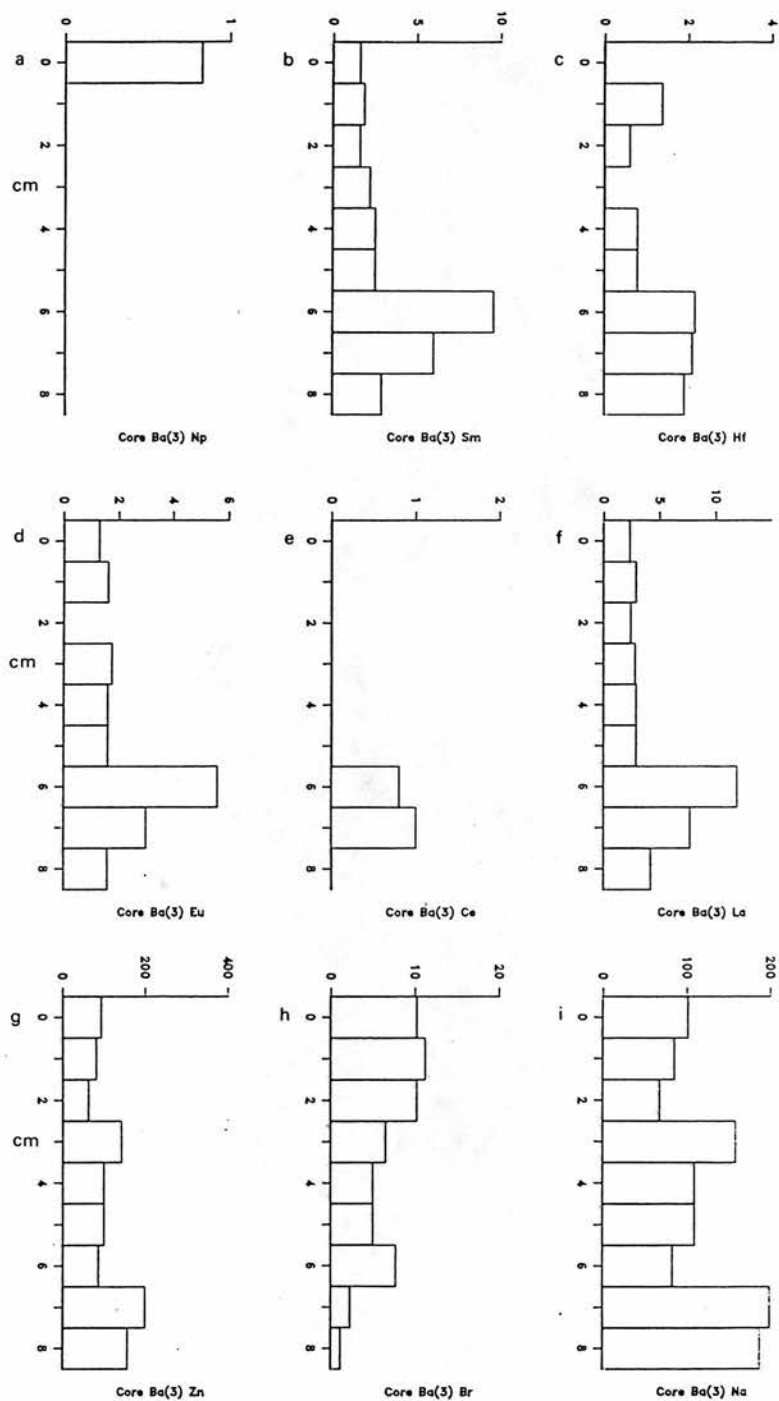 0 1
a
0
2
cm
4
6
8
Core Ba(3) Np
0 5 10
b
0
2
4
6
8
Core Ba(3) Sm
0 2 4
c
0
2
4
6
8
Core Ba(3) Hf
0 2 4 6
d
0
2
cm
4
6
8
Core Ba(3) Eu
0 1 2
e
0
2
4
6
8
Core Ba(3) Ce
0 5 10
f
0
2
4
6
8
Core Ba(3) La
0 200 400
g
0
2
cm
4
6
8
Core Ba(3) Zn
0 10 20
h
0
2
4
6
8
Core Ba(3) Br
0 100 200
i
0
2
4
6
8
Core Ba(3) Na